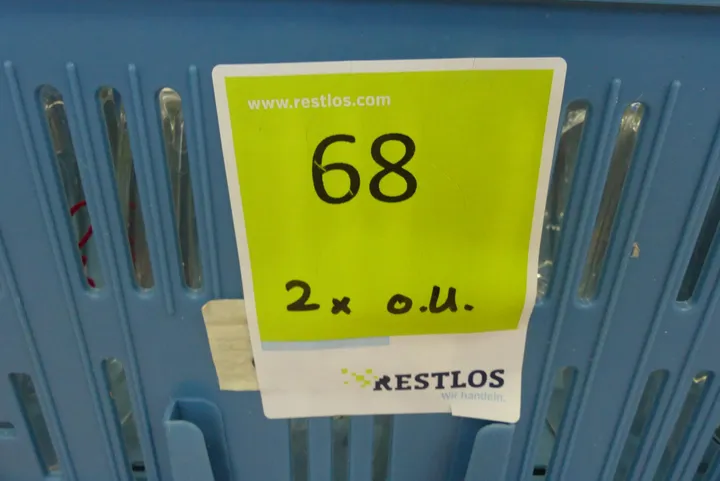 www.restlos.com
68
2x o.U.
RESTLOS
Wir handeln.